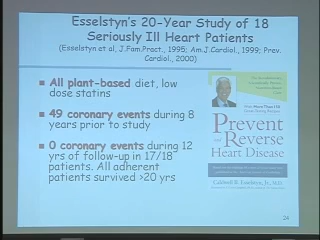 Esselstyn's 20-Year Study of 18
Seriously Ill Heart Patients
(Esselstyn et al, J.Fam.Pract., 1995; Am.J.Cardiol., 1999; Prev.
Cardiol., 2000)
All plant-based diet, low
dose statins
49 coronary events during 8
years prior to study
0 coronary events during 12
yrs of follow-up in 17/18
patients. All adherent
patients survived >20 yrs
Prevent
and Reverse
Heart Disease
Caldwell B. Esselstyn, Jr., M.D.
24